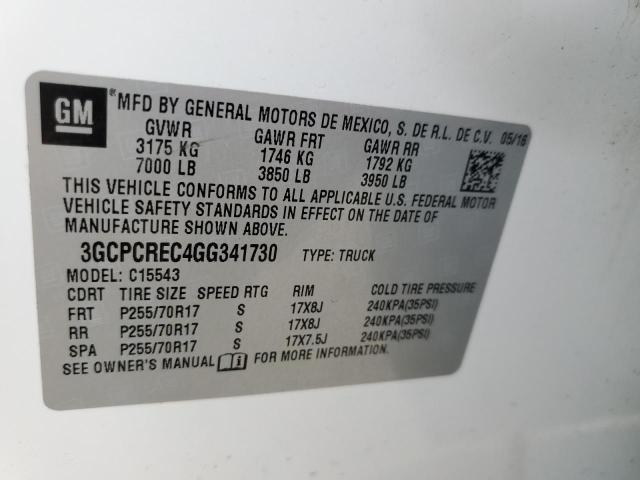 GM ® MFD BY GENERAL MOTORS DE MEXICO, S. DE R.L. DE C.V. 05/16
GVWR GAWR FRT GAWR RR
3175 KG 1746 KG 1792 KG
7000 LB 3850 LB 3950 LB
THIS VEHICLE CONFORMS TO ALL APPLICABLE U.S. FEDERAL MOTOR
VEHICLE SAFETY STANDARDS IN EFFECT ON THE DATE OF
MANUFACTURE SHOWN ABOVE.
3GCPCREC4GG341730 TYPE: TRUCK
MODEL: C15543
CDRT TIRE SIZE SPEED RTG RIM COLD TIRE PRESSURE
FRT P255/70R17 S 17X8J 240KPA(35PSI)
RR P255/70R17 S 17X8J 240KPA(35PSI)
SPA P255/70R17 S 17X7.5J 240KPA(35PSI)
SEE OWNER'S MANUAL FOR MORE INFORMATION